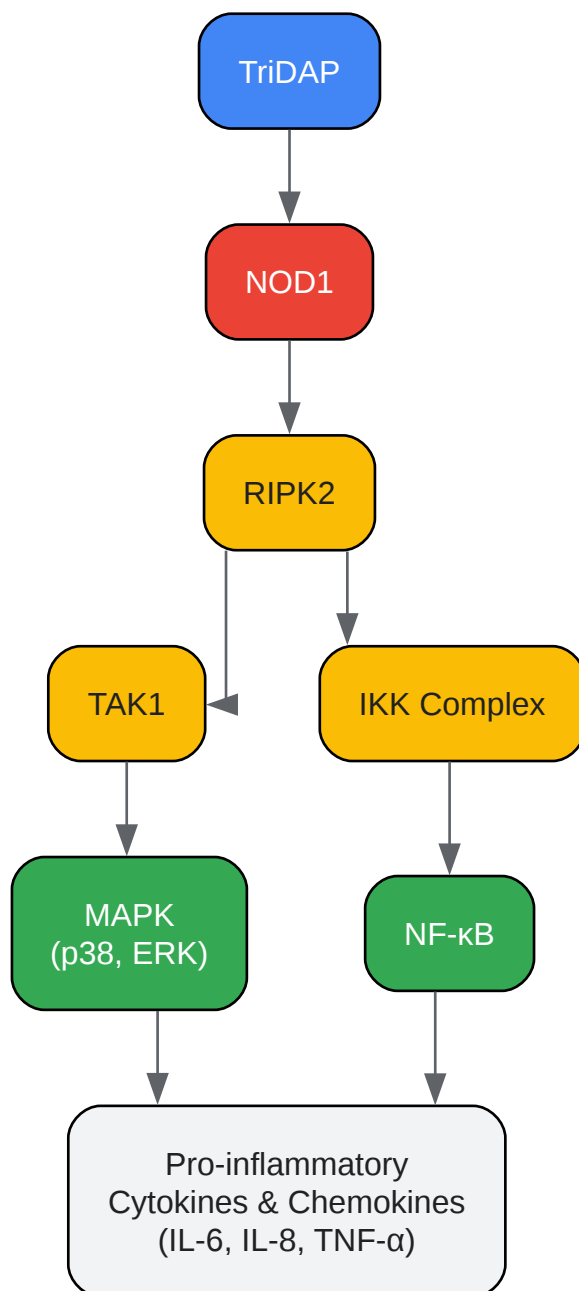 TriDAP
NOD1
RIPK2
TAK1
IKK Complex
MAPK
(p38, ERK)
NF-κB
Pro-inflammatory
Cytokines & Chemokines
(IL-6, IL-8, TNF-α)